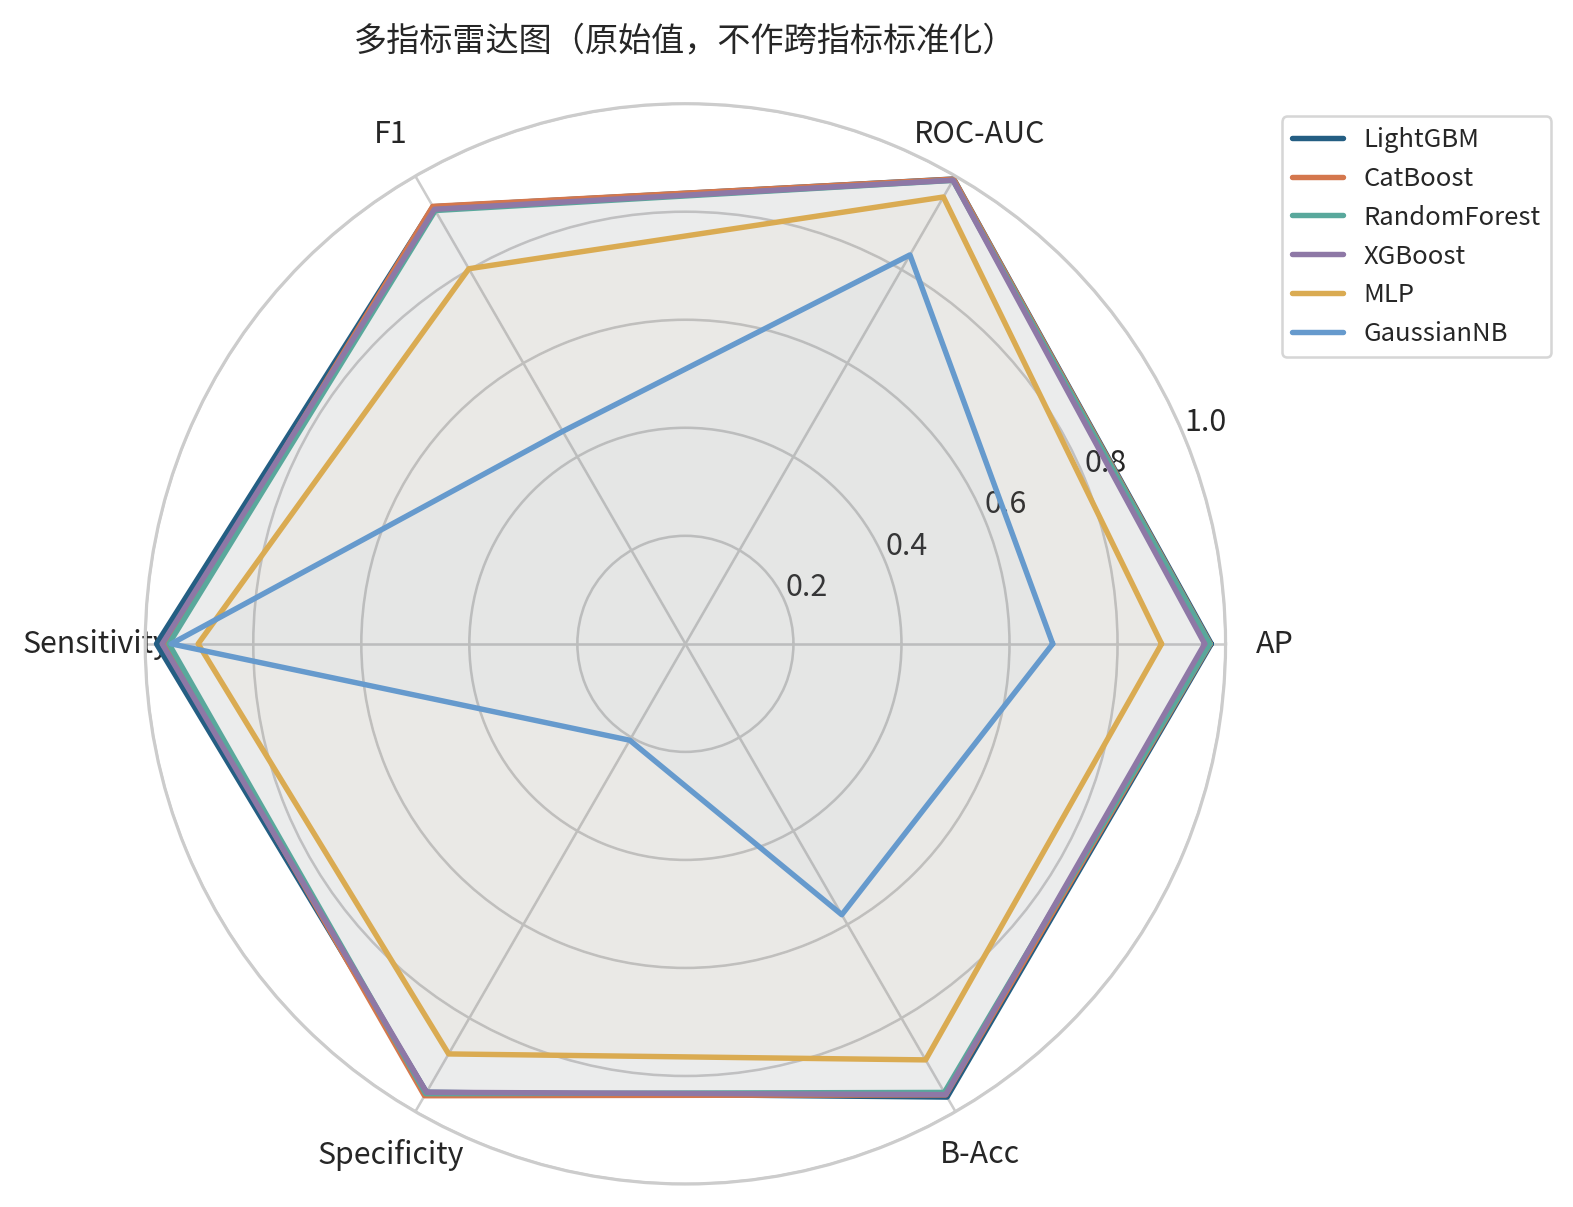 多指标雷达图（原始值，不作跨指标标准化）
F1
ROC-AUC
LightGBM
CatBoost
RandomForest
XGBoost
MLP
GaussianNB
1.0
0.8
0.6
0.4
0.2
Sensitivity
AP
Specificity
B-Acc